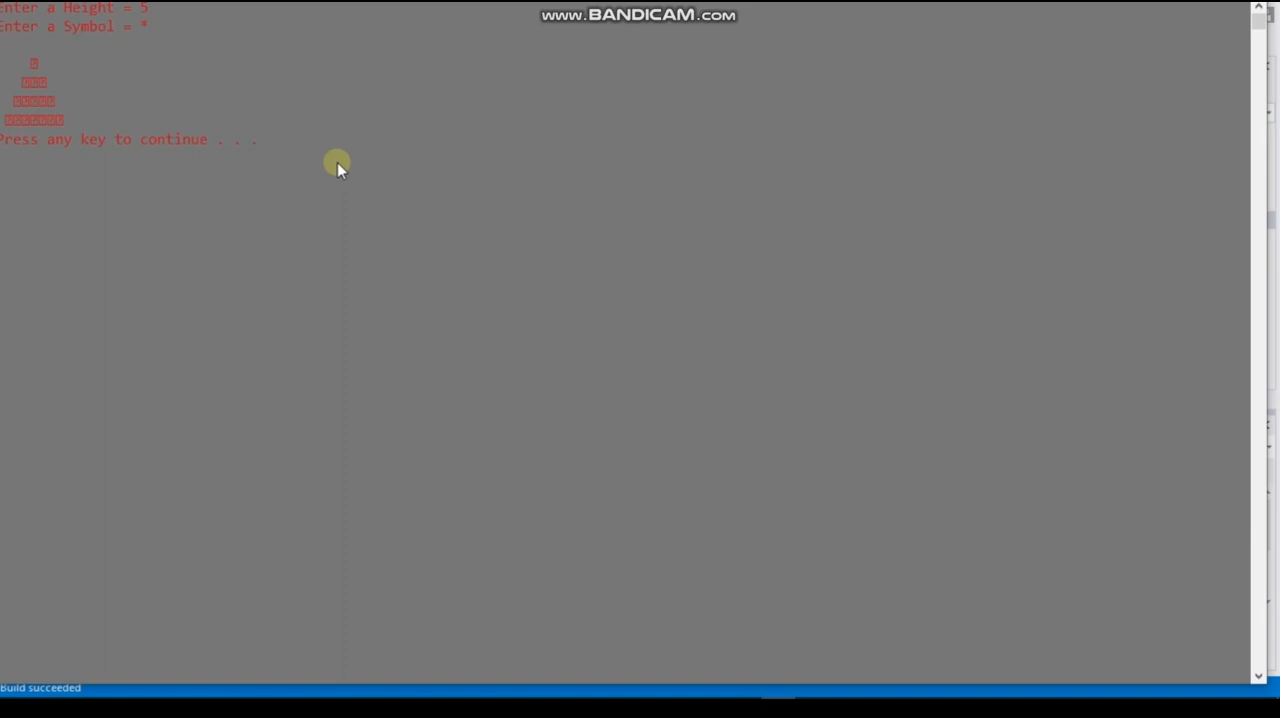 www.BANDICAM.com
Enter a Height = 5
Enter a Symbol = *
Press any key to continue . . .
Build succeeded